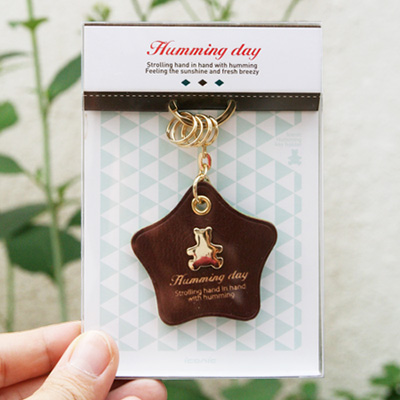 Humming day
Strolling hand in hand with humming
Feeling the sunshine and fresh breezy
Humming day
Strolling hand in hand
with humming